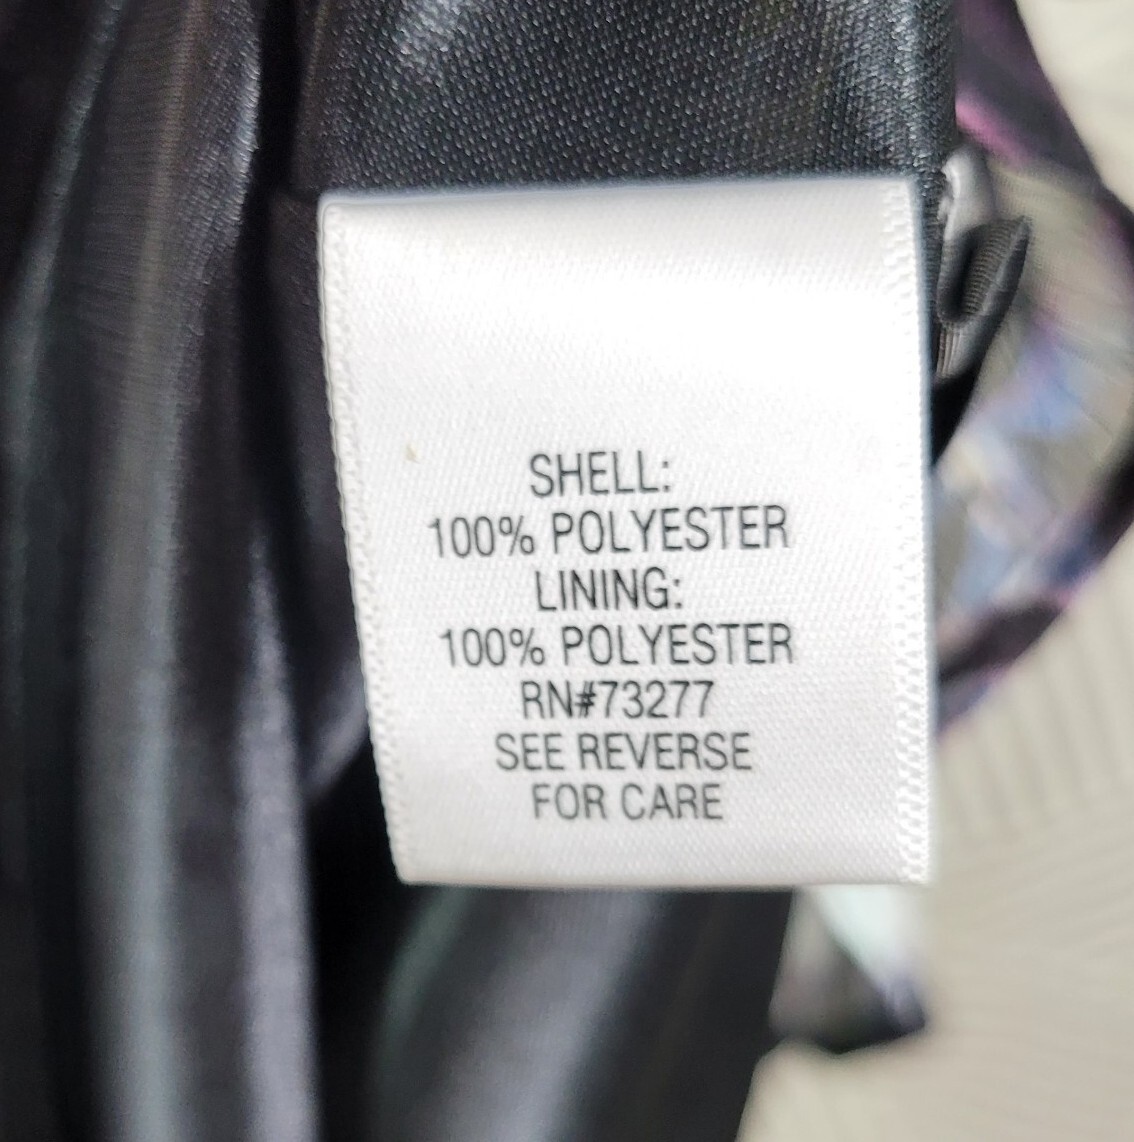 SHELL:
100% POLYESTER
LINING:
100% POLYESTER
RN#73277
SEE REVERSE
FOR CARE